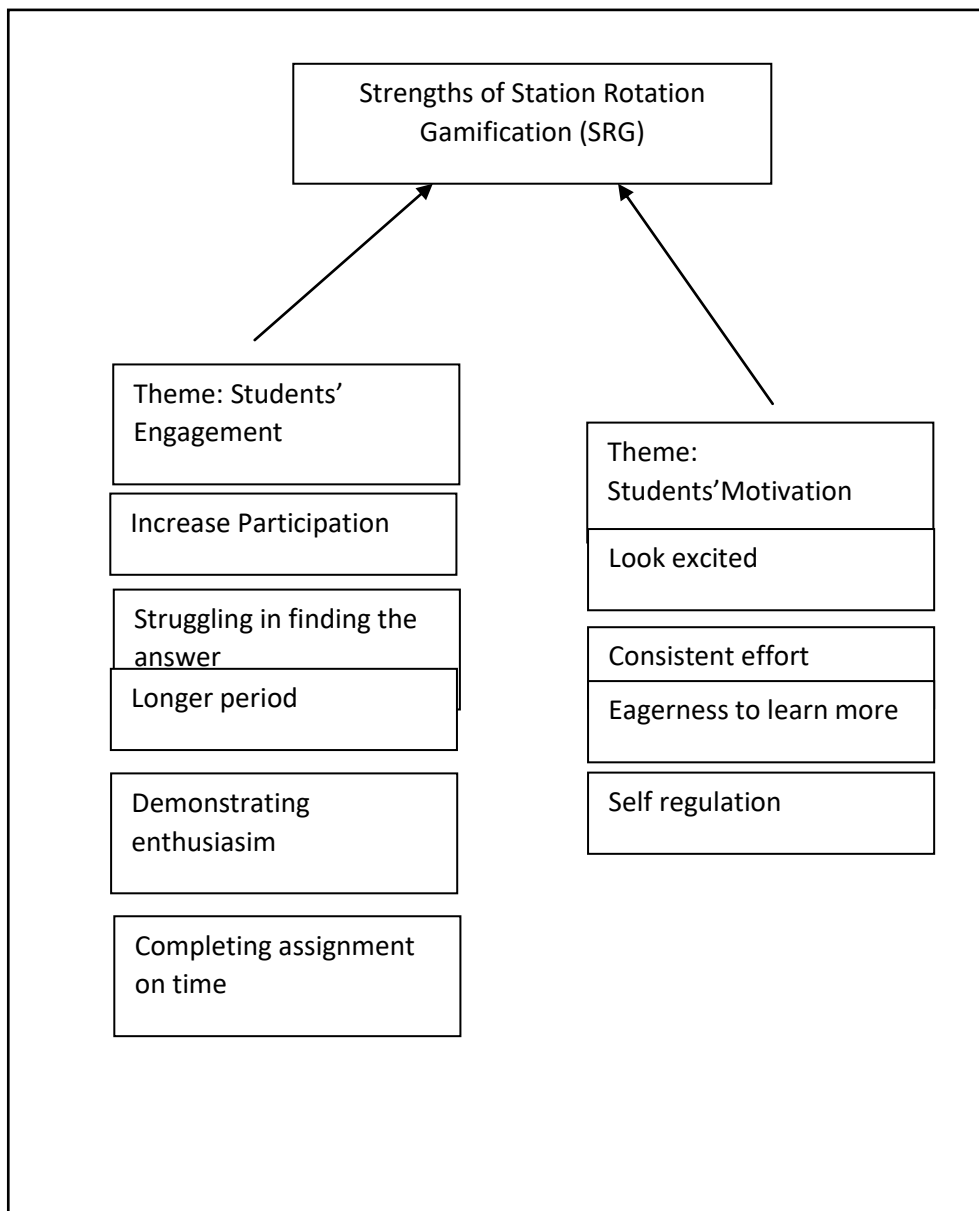 Strengths of Station Rotation
Gamification (SRG)
Theme: Students’
Engagement
Increase Participation
Struggling in finding the
answer
Longer period
Demonstrating
enthusiasim
Completing assignment
on time
Theme:
Students’Motivation
Look excited
Consistent effort
Eagerness to learn more
Self regulation